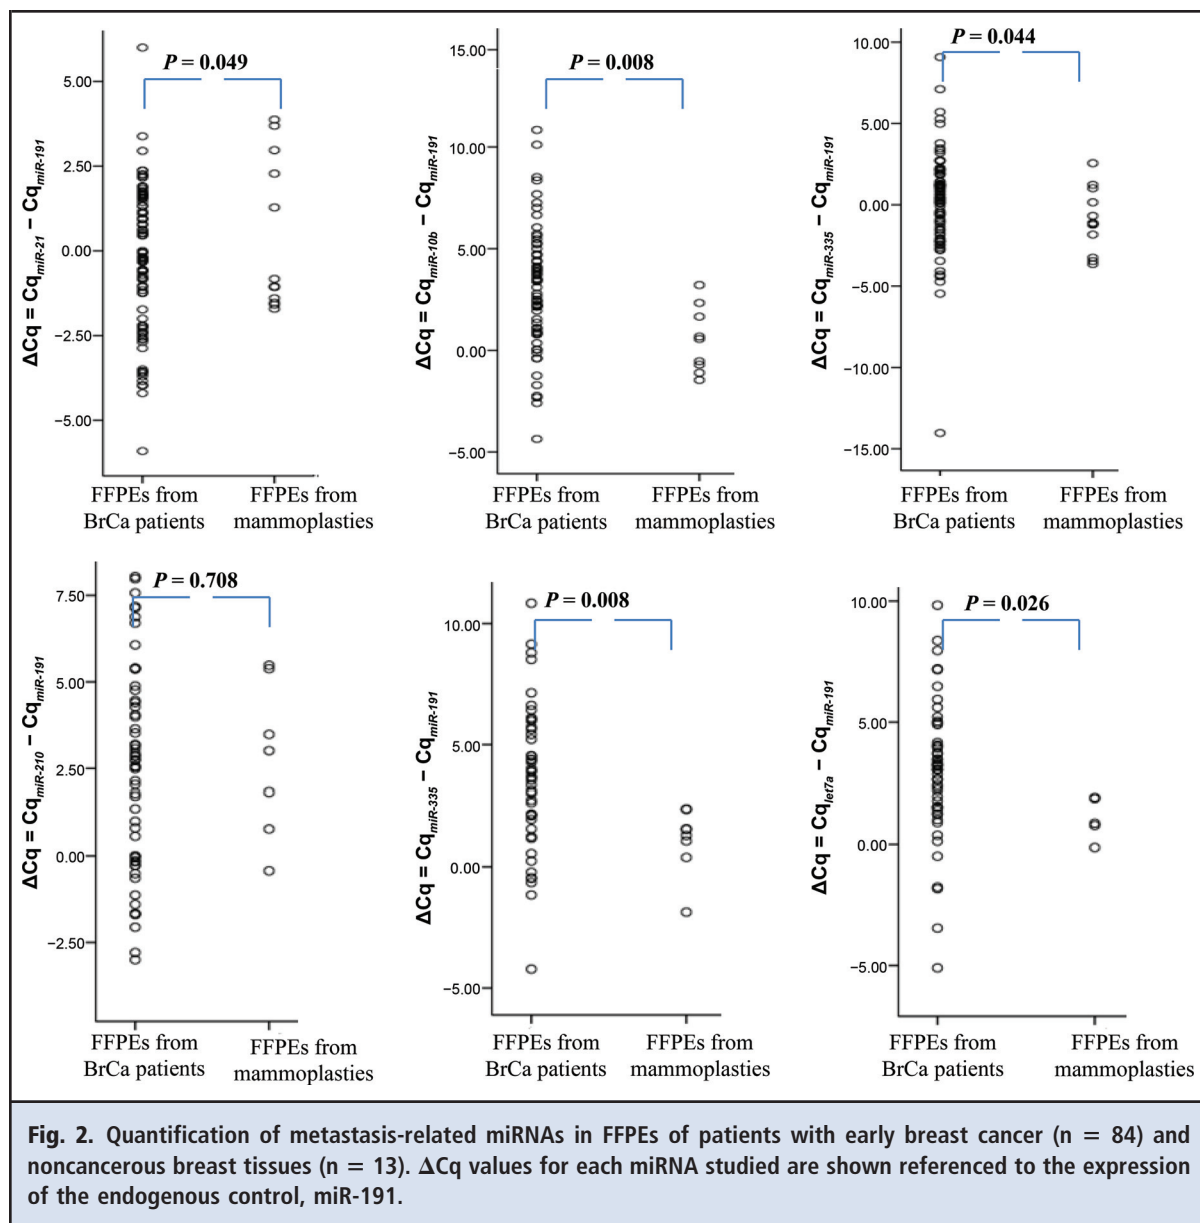 P = 0.049
5.00
2.50
0.00
−2.50
−5.00
ΔCq = CqmiR-21 − CqmiR-191
FFPEs from
BrCa patients
FFPEs from
mammoplasties
P = 0.008
15.00
10.00
5.00
0.00
−5.00
ΔCq = CqmiR-10b − CqmiR-191
FFPEs from
BrCa patients
FFPEs from
mammoplasties
P = 0.044
10.00
5.00
0.00
−5.00
−10.00
−15.00
ΔCq = CqmiR-335 − CqmiR-191
FFPEs from
BrCa patients
FFPEs from
mammoplasties
P = 0.708
7.50
5.00
2.50
0.00
−2.50
ΔCq = CqmiR-210 − CqmiR-191
FFPEs from
BrCa patients
FFPEs from
mammoplasties
P = 0.008
10.00
5.00
0.00
−5.00
ΔCq = CqmiR-335 − CqmiR-191
FFPEs from
BrCa patients
FFPEs from
mammoplasties
P = 0.026
10.00
5.00
0.00
−5.00
ΔCq = Cqlet7a − CqmiR-191
FFPEs from
BrCa patients
FFPEs from
mammoplasties
Fig. 2. Quantification of metastasis-related miRNAs in FFPEs of patients with early breast cancer (n = 84) and
noncancerous breast tissues (n = 13). ΔCq values for each miRNA studied are shown referenced to the expression
of the endogenous control, miR-191.